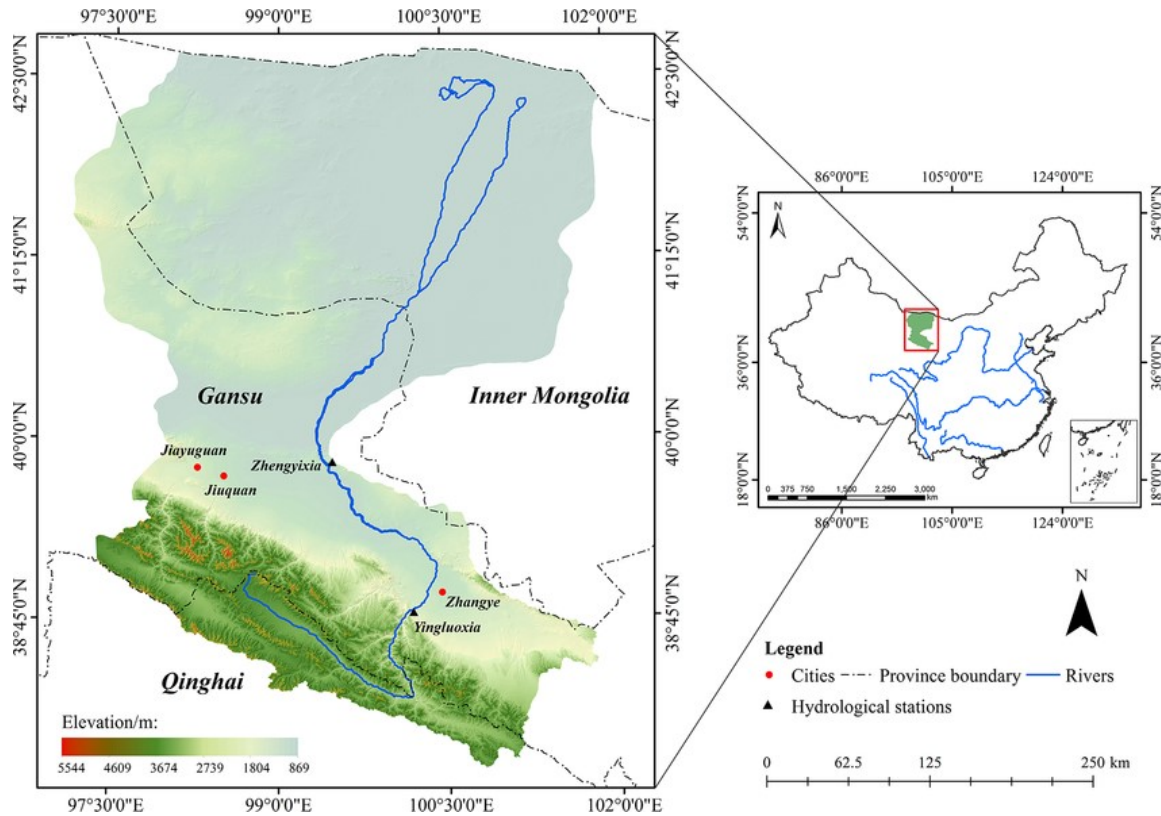 97°30'0"E 99°0'0"E 100°30'0"E 102°0'0"E
42°30'0"N 42°30'0"N
41°15'0"N 41°15'0"N
40°0'0"N 40°0'0"N
38°45'0"N 38°45'0"N
Gansu
Inner Mongolia
Jiayuguan
Zhengyixia
Jiuquan
Zhangye
Yingluoxia
Qinghai
Elevation/m:
5544 4609 3674 2739 1804 869
97°30'0"E 99°0'0"E 100°30'0"E 102°0'0"E
86°0'0"E 105°0'0"E 124°0'0"E
N
54°0'0"N 54°0'0"N
36°0'0"N 36°0'0"N
18°0'0"N 18°0'0"N
0 375 750 1,500 2,250 3,000
km
86°0'0"E 105°0'0"E 124°0'0"E
N
Legend
Cities Province boundary Rivers
Hydrological stations
0 62.5 125 250 km